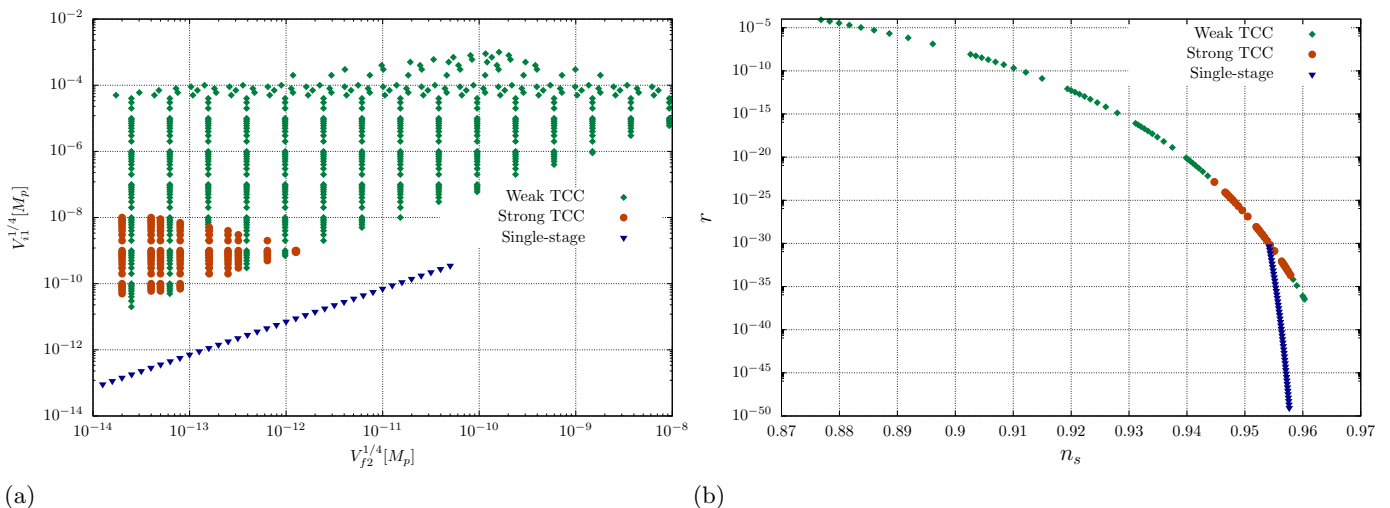 10⁻²
10⁻⁴
10⁻⁶
10⁻⁸
10⁻¹⁰
10⁻¹²
10⁻¹⁴
V_{i1}^{1/4}[M_p]
Weak TCC
Strong TCC
Single-stage
10⁻¹⁴ 10⁻¹³ 10⁻¹² 10⁻¹¹ 10⁻¹⁰ 10⁻⁹ 10⁻⁸
V_{f2}^{1/4}[M_p]
(a)
10⁻⁵
10⁻¹⁰
10⁻¹⁵
10⁻²⁰
10⁻²⁵
10⁻³⁰
10⁻³⁵
10⁻⁴⁰
10⁻⁴⁵
10⁻⁵⁰
r
Weak TCC
Strong TCC
Single-stage
0.87 0.88 0.89 0.9 0.91 0.92 0.93 0.94 0.95 0.96 0.97
n_s
(b)